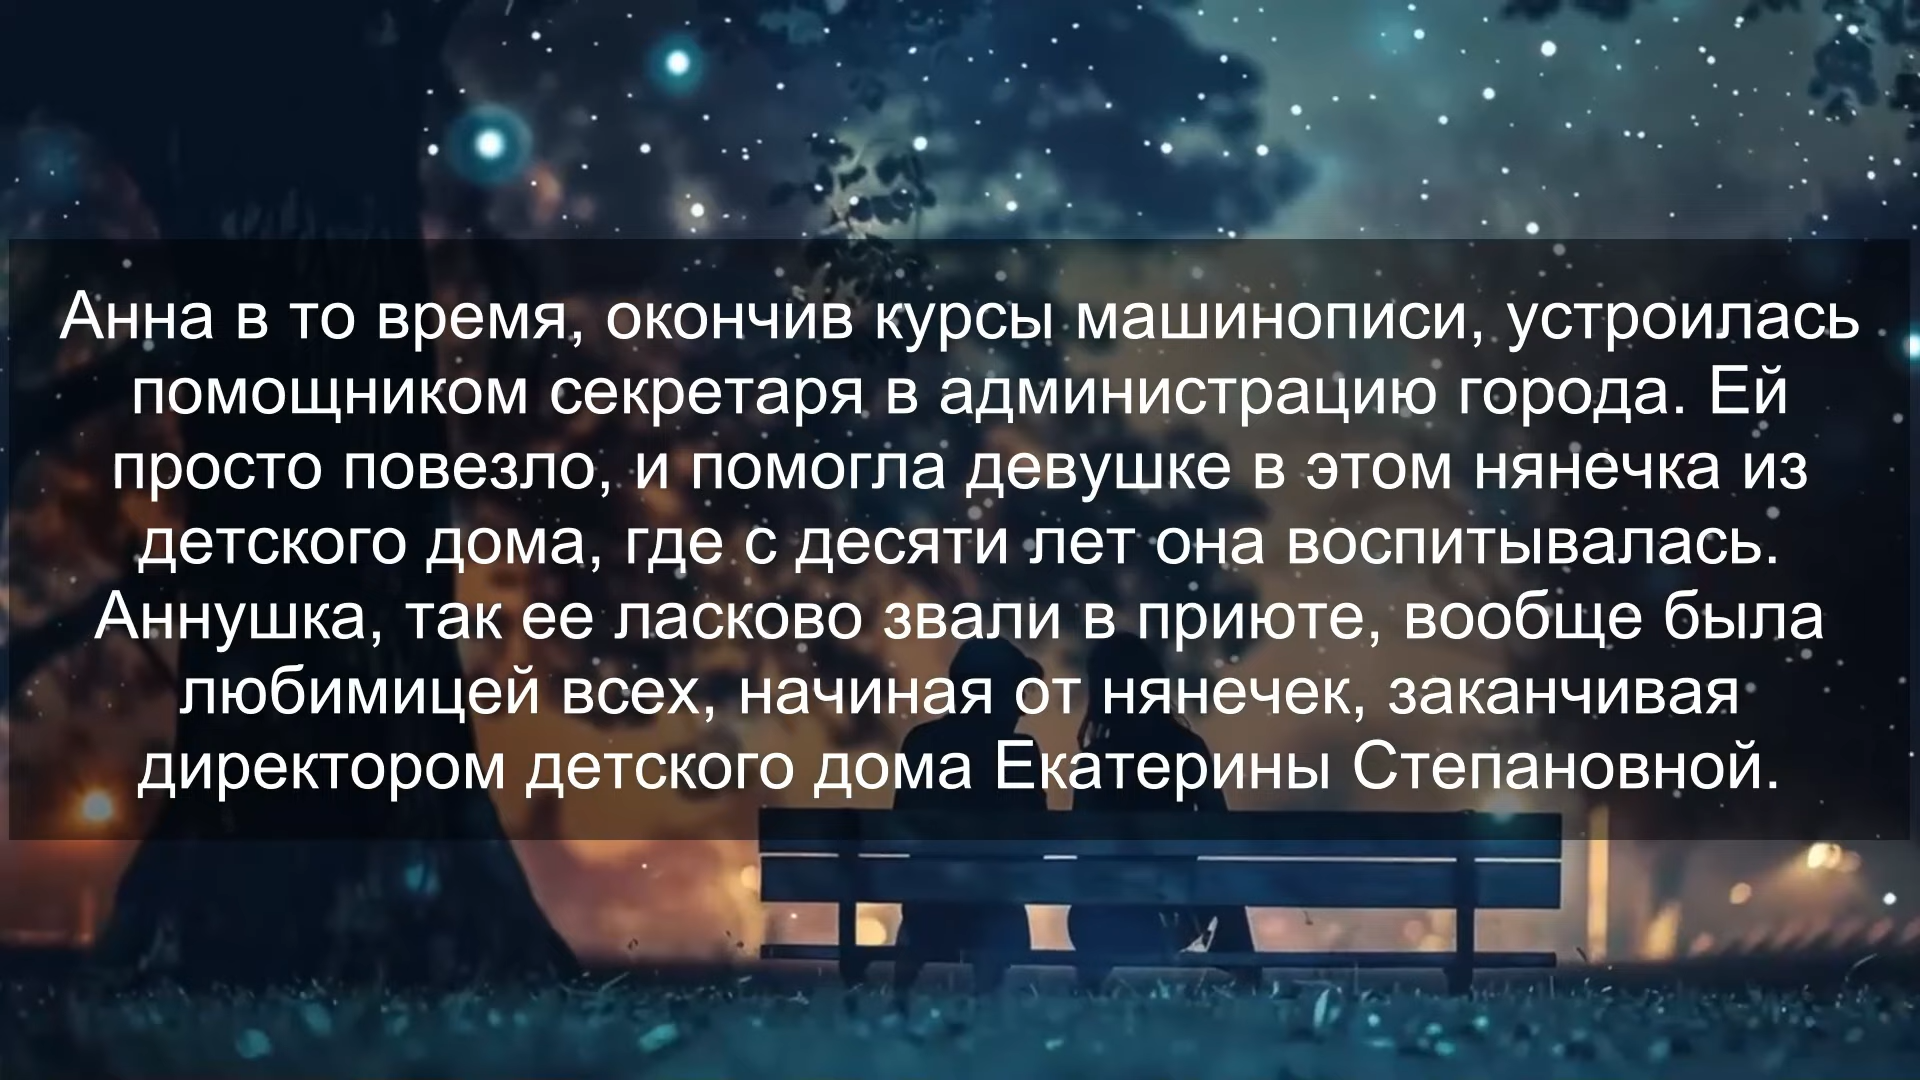 Анна в то время, окончив курсы машинописи, устроилась
помощником секретаря в администрацию города. Ей
просто повезло, и помогла девушке в этом нянечка из
детского дома, где с десяти лет она воспитывалась.
Аннушка, так ее ласково звали в приюте, вообще была
любимицей всех, начиная от нянечек, заканчивая
директором детского дома Екатерины Степановной.